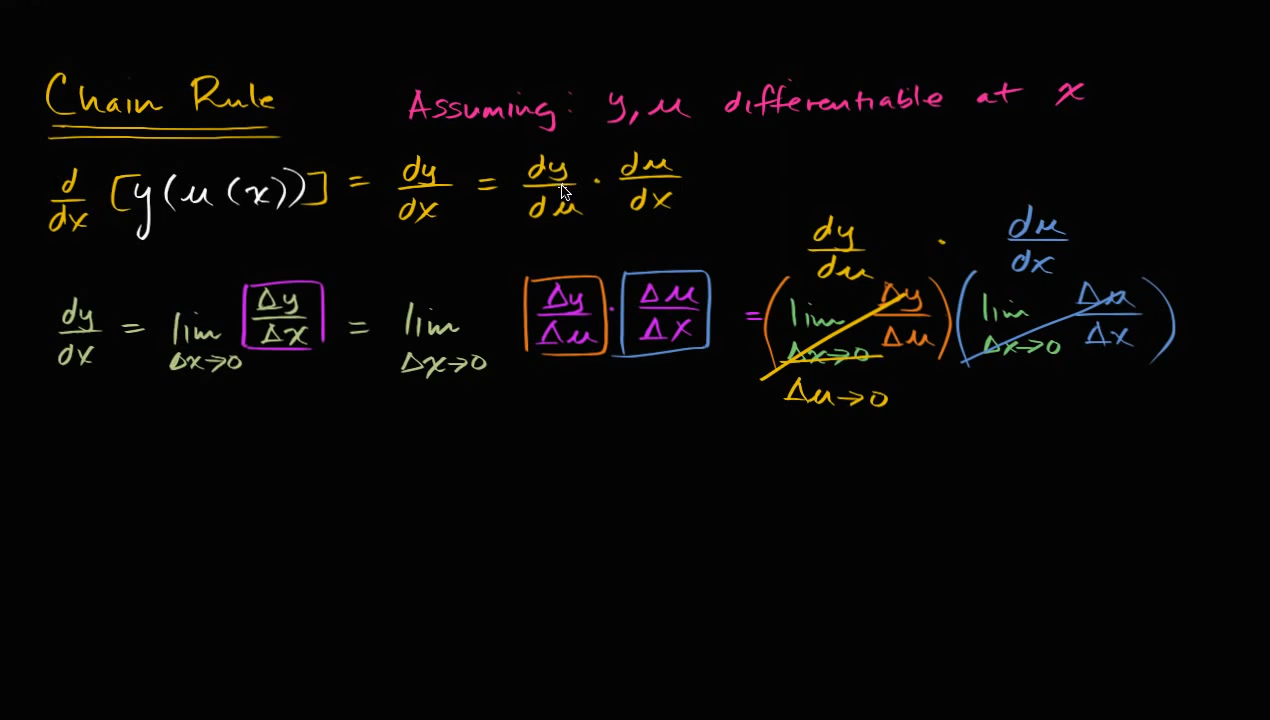 Chain Rule Assuming: y, u differentiable at x
d/dx [y(u(x))] = dy/dx = dy/du · du/dx
dy/du · du/dx
dy/dx = lim Δx→0 Δy/Δx = lim Δx→0 Δy/Δu · Δu/Δx = (lim Δx→0 Δy/Δu) (lim Δx→0 Δu/Δx)
Δu→0